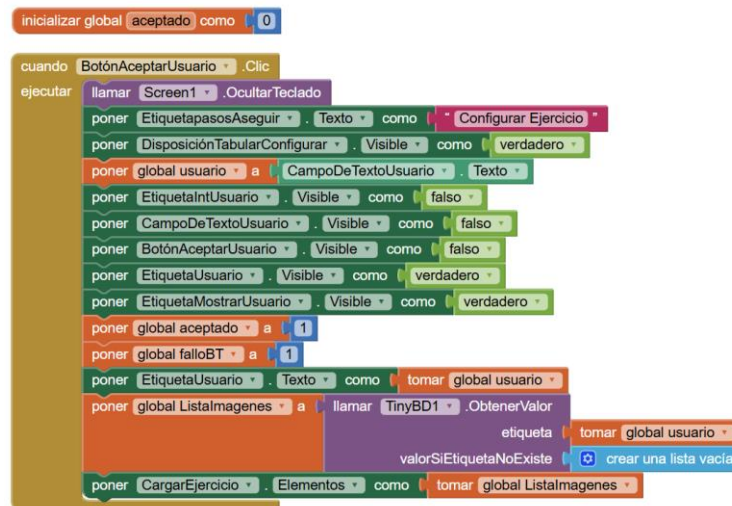 inicializar global aceptado como 0
cuando BotónAceptarUsuario .Clic
ejecutar llamar Screen1 .OcultarTeclado
poner EtiquetapasosAseguir . Texto como " Configurar Ejercicio "
poner DisposiciónTabularConfigurar . Visible como verdadero
poner global usuario a CampoDeTextoUsuario . Texto
poner EtiquetaIntUsuario . Visible como falso
poner CampoDeTextoUsuario . Visible como falso
poner BotónAceptarUsuario . Visible como falso
poner EtiquetaUsuario . Visible como verdadero
poner EtiquetaMostrarUsuario . Visible como verdadero
poner global aceptado a 1
poner global falloBT a 1
poner EtiquetaUsuario . Texto como tomar global usuario
poner global ListaImagenes a llamar TinyBD1 .ObtenerValor
etiqueta tomar global usuario
valorSiEtiquetaNoExiste crear una lista vacía
poner CargarEjercicio . Elementos como tomar global ListaImagenes